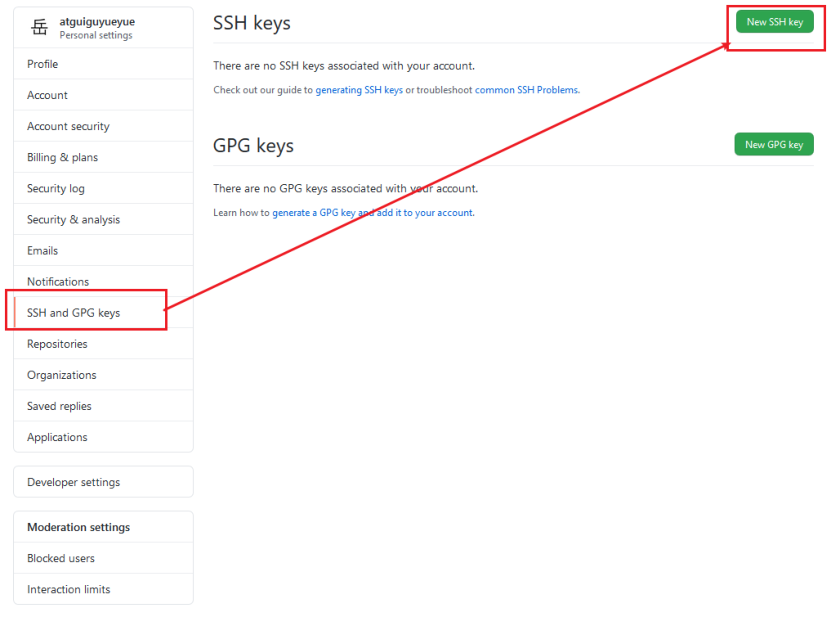 岳
atguiguyueyue
Personal settings
Profile
Account
Account security
Billing & plans
Security log
Security & analysis
Emails
Notifications
SSH and GPG keys
Repositories
Organizations
Saved replies
Applications
Developer settings
Moderation settings
Blocked users
Interaction limits
SSH keys
New SSH key
There are no SSH keys associated with your account.
Check out our guide to generating SSH keys or troubleshoot common SSH Problems.
GPG keys
New GPG key
There are no GPG keys associated with your account.
Learn how to generate a GPG key and add it to your account.